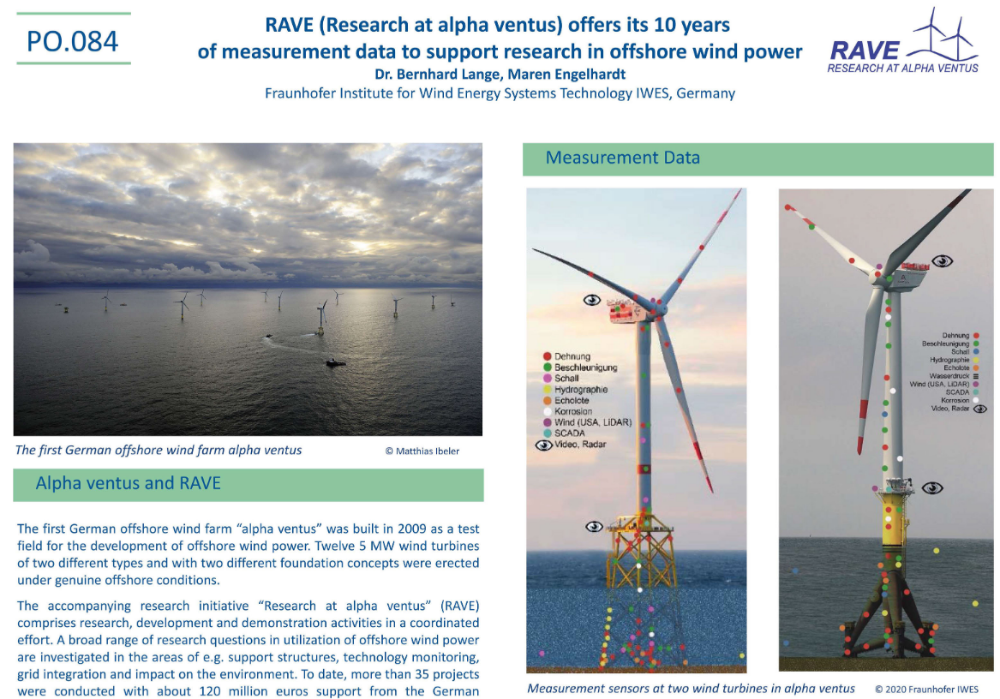 PO.084
RAVE (Research at alpha ventus) offers its 10 years
of measurement data to support research in offshore wind power
Dr. Bernhard Lange, Maren Engelhardt
Fraunhofer Institute for Wind Energy Systems Technology IWES, Germany
RAVE
RESEARCH AT ALPHA VENTUS
The first German offshore wind farm alpha ventus
© Matthias Ibeler
Alpha ventus and RAVE
The first German offshore wind farm “alpha ventus” was built in 2009 as a test
field for the development of offshore wind power. Twelve 5 MW wind turbines
of two different types and with two different foundation concepts were erected
under genuine offshore conditions.
The accompanying research initiative “Research at alpha ventus” (RAVE)
comprises research, development and demonstration activities in a coordinated
effort. A broad range of research questions in utilization of offshore wind power
are investigated in the areas of e.g. support structures, technology monitoring,
grid integration and impact on the environment. To date, more than 35 projects
were conducted with about 120 million euros support from the German
Measurement Data
Dehnung
Beschleunigung
Schall
Hydrographie
Echolote
Korrosion
Wind (USA, LiDAR)
SCADA
Video, Radar
Dehnung
Beschleunigung
Schall
Hydrographie
Echolote
Wasserdruck
Wind (USA, LiDAR)
SCADA
Korrosion
Video, Radar
Measurement sensors at two wind turbines in alpha ventus
© 2020 Fraunhofer IWES